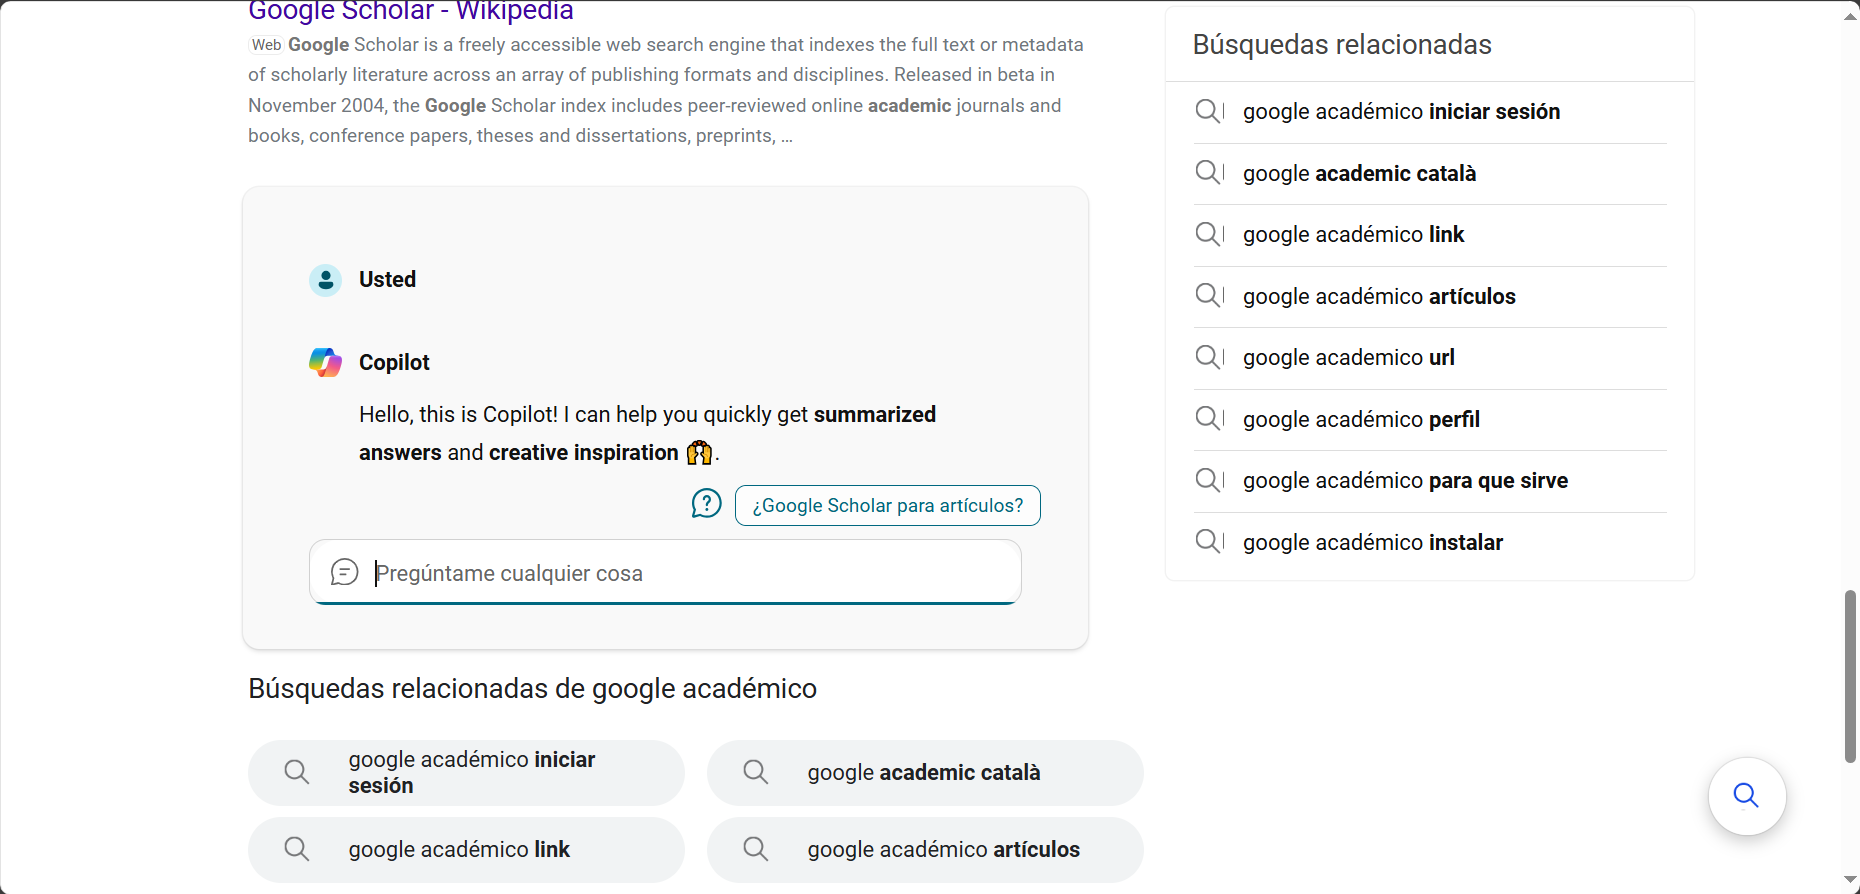 Google Scholar - Wikipedia
Web Google Scholar is a freely accessible web search engine that indexes the full text or metadata
of scholarly literature across an array of publishing formats and disciplines. Released in beta in
November 2004, the Google Scholar index includes peer-reviewed online academic journals and
books, conference papers, theses and dissertations, preprints, ...
Usted
Copilot
Hello, this is Copilot! I can help you quickly get summarized
answers and creative inspiration 🙌.
¿Google Scholar para artículos?
Pregúntame cualquier cosa
Búsquedas relacionadas de google académico
google académico iniciar
sesión
google academic català
google académico link
google académico artículos
Búsquedas relacionadas
google académico iniciar sesión
google academic català
google académico link
google académico artículos
google academico url
google académico perfil
google académico para que sirve
google académico instalar